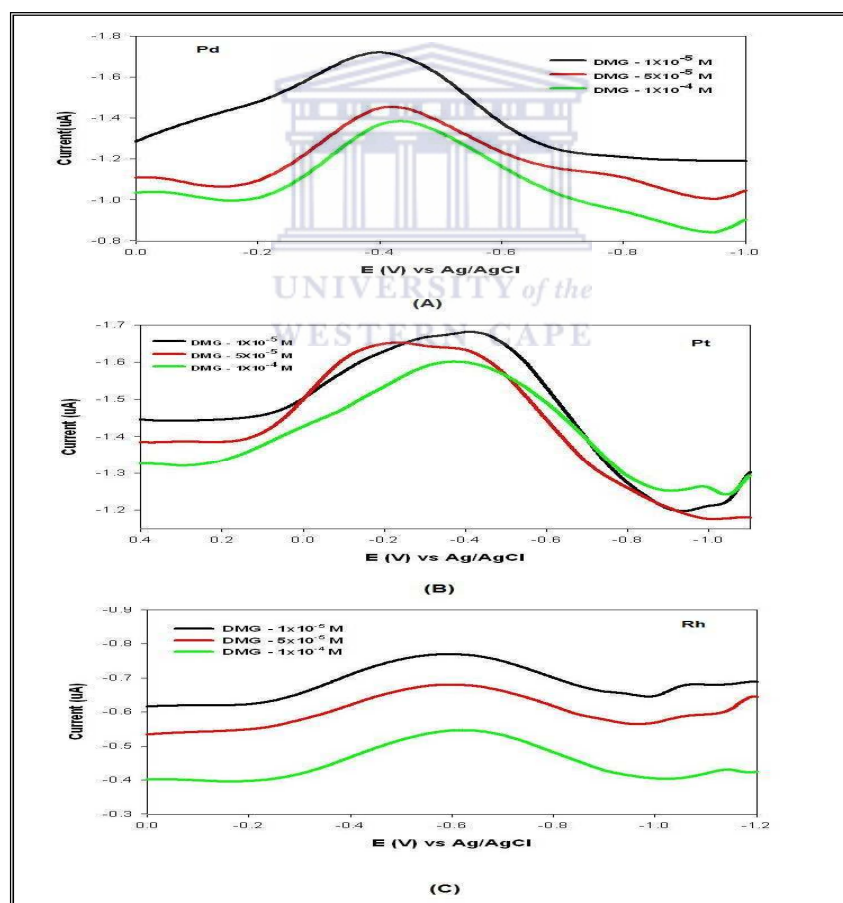 Pd
DMG - 1X10⁻⁵ M
DMG - 5X10⁻⁵ M
DMG - 1X10⁻⁴ M
Current(uA)
-1.8
-1.6
-1.4
-1.2
-1.0
-0.8
0.0 -0.2 -0.4 -0.6 -0.8 -1.0
E (V) vs Ag/AgCl
UNIVERSITY of the
(A)
WESTERN CAPE
Pt
DMG - 1X10⁻⁵ M
DMG - 5X10⁻⁵ M
DMG - 1X10⁻⁴ M
Current (uA)
-1.7
-1.6
-1.5
-1.4
-1.3
-1.2
0.4 0.2 0.0 -0.2 -0.4 -0.6 -0.8 -1.0
E (V) vs Ag/AgCl
(B)
Rh
DMG - 1x10⁻⁵ M
DMG - 5x10⁻⁵ M
DMG - 1x10⁻⁴ M
Current (uA)
-0.9
-0.8
-0.7
-0.6
-0.5
-0.4
-0.3
0.0 -0.2 -0.4 -0.6 -0.8 -1.0 -1.2
E (V) vs Ag/AgCl
(C)